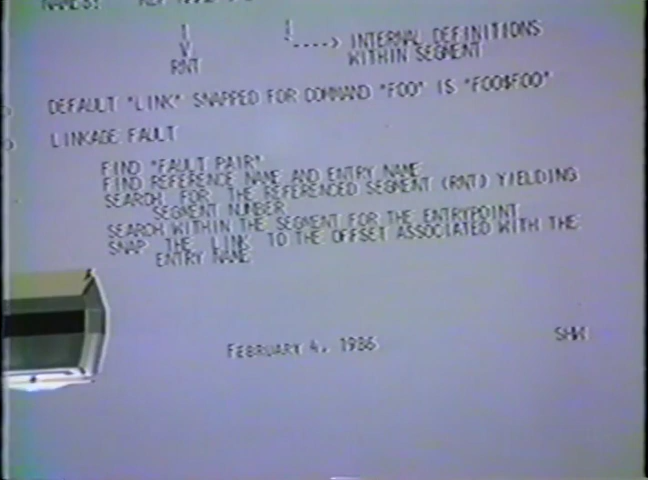 NAMES:
! !
V !----> INTERNAL DEFINITIONS
RNT WITHIN SEGMENT
DEFAULT "LINK" SNAPPED FOR COMMAND "FOO" IS "FOO$FOO"
LINKAGE FAULT
FIND "FAULT PAIR"
FIND REFERENCE NAME AND ENTRY NAME
SEARCH FOR THE REFERENCED SEGMENT (RNT) YIELDING
SEGMENT NUMBER
SEARCH WITHIN THE SEGMENT FOR THE ENTRYPOINT
SNAP THE LINK TO THE OFFSET ASSOCIATED WITH THE
ENTRY NAME
FEBRUARY 4, 1986